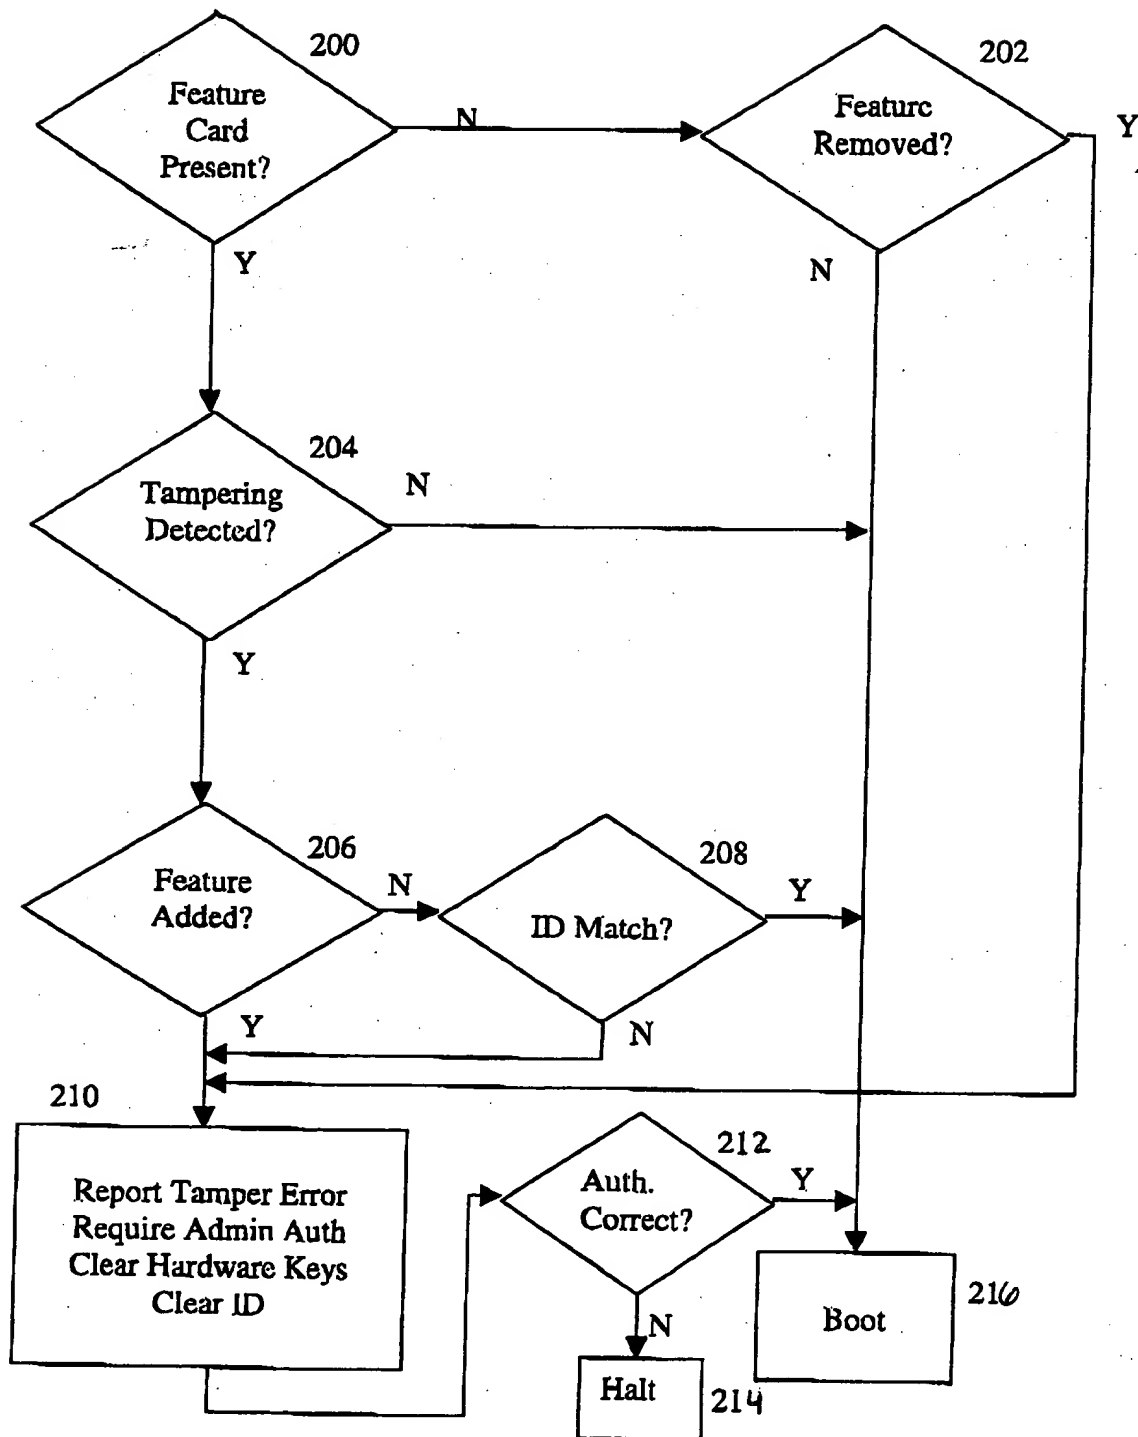 200
Feature
Card
Present?
N
202
Feature
Removed?
Y
Y
N
204
Tampering
Detected?
N
Y
206
Feature
Added?
N
208
ID Match?
Y
Y
N
210
Report Tamper Error
Require Admin Auth
Clear Hardware Keys
Clear ID
212
Auth.
Correct?
Y
N
Halt
214
Boot
216